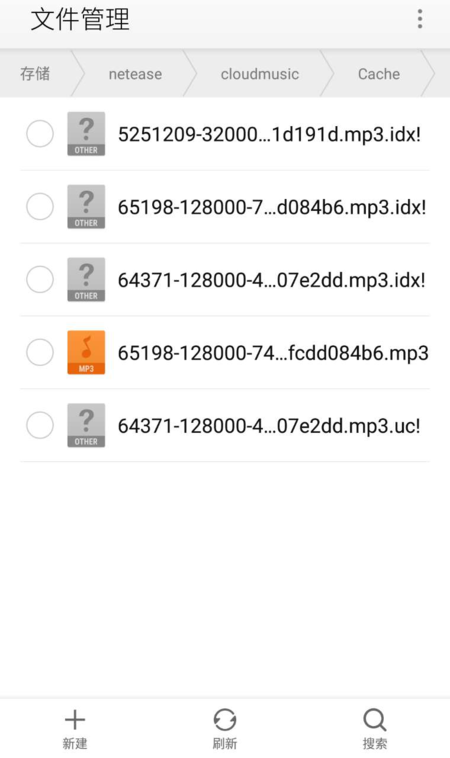 文件管理
存储 netease cloudmusic Cache
?
OTHER
5251209-32000...1d191d.mp3.idx!
?
OTHER
65198-128000-7...d084b6.mp3.idx!
?
OTHER
64371-128000-4...07e2dd.mp3.idx!
MP3
65198-128000-74...fcdd084b6.mp3
?
OTHER
64371-128000-4...07e2dd.mp3.uc!
新建 刷新 搜索